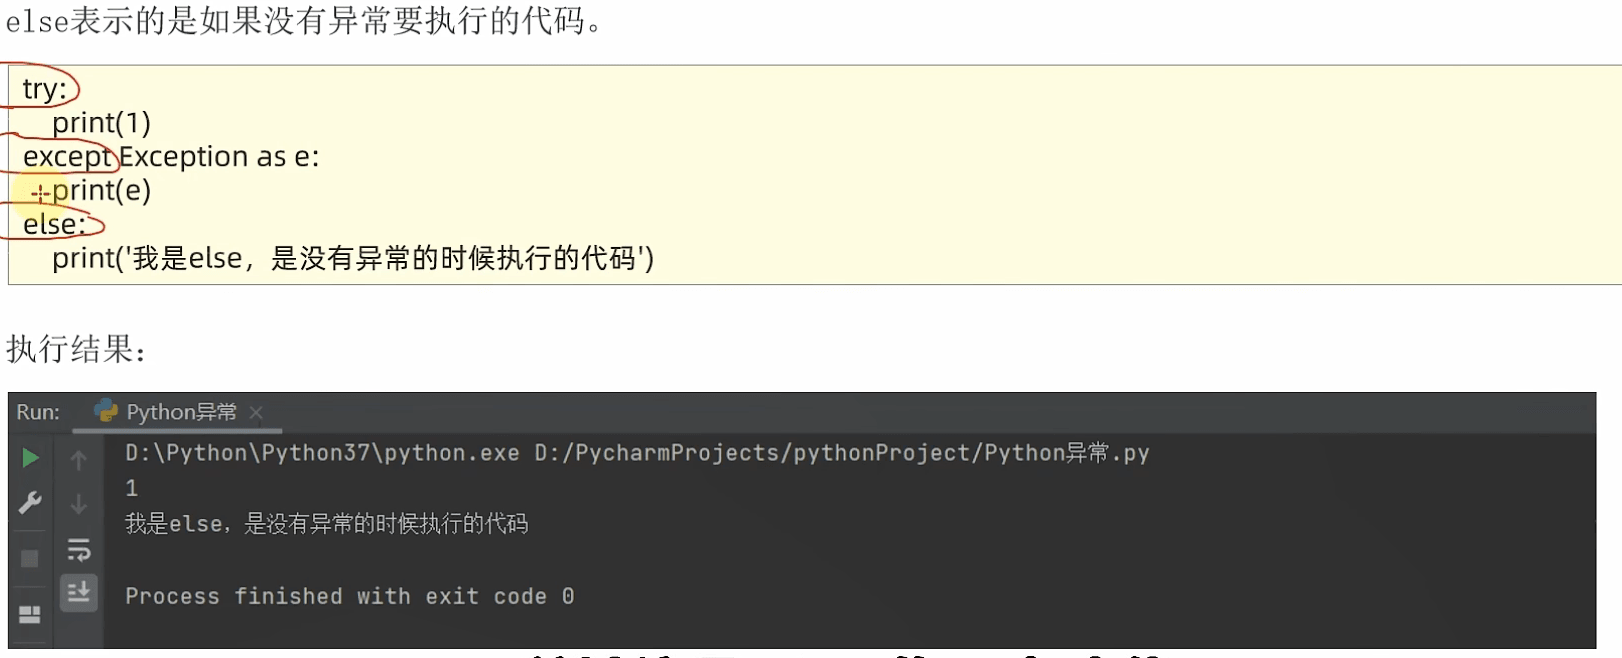 else表示的是如果没有异常要执行的代码。
try:
print(1)
except Exception as e:
print(e)
else:
print('我是else，是没有异常的时候执行的代码')
执行结果：
Run: Python异常
D:\Python\Python37\python.exe D:/PycharmProjects/pythonProject/Python异常.py
1
我是else，是没有异常的时候执行的代码
Process finished with exit code 0